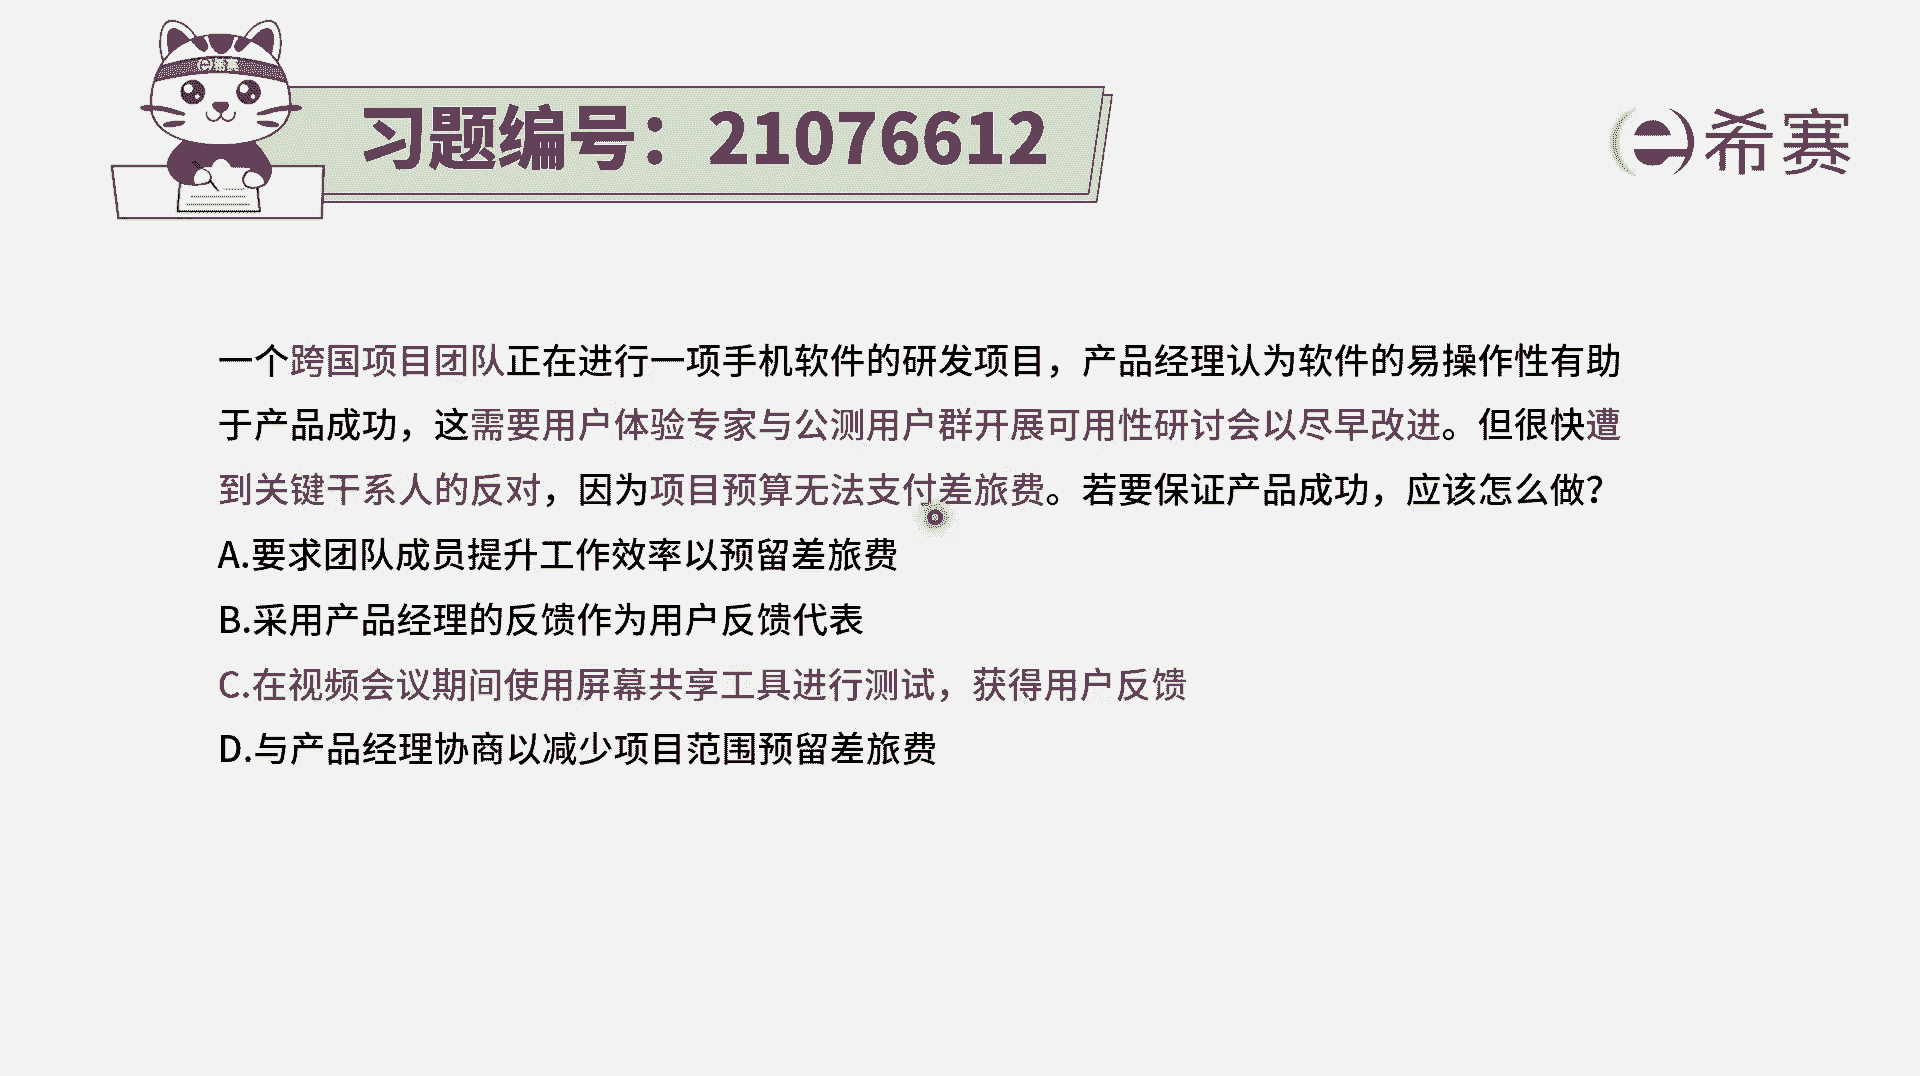 希赛
习题编号：21076612
希赛
一个跨国项目团队正在进行一项手机软件的研发项目，产品经理认为软件的易操作性有助
于产品成功，这需要用户体验专家与公测用户群开展可用性研讨会以尽早改进。但很快遭
到关键干系人的反对，因为项目预算无法支付差旅费。若要保证产品成功，应该怎么做？
A.要求团队成员提升工作效率以预留差旅费
B.采用产品经理的反馈作为用户反馈代表
C.在视频会议期间使用屏幕共享工具进行测试，获得用户反馈
D.与产品经理协商以减少项目范围预留差旅费